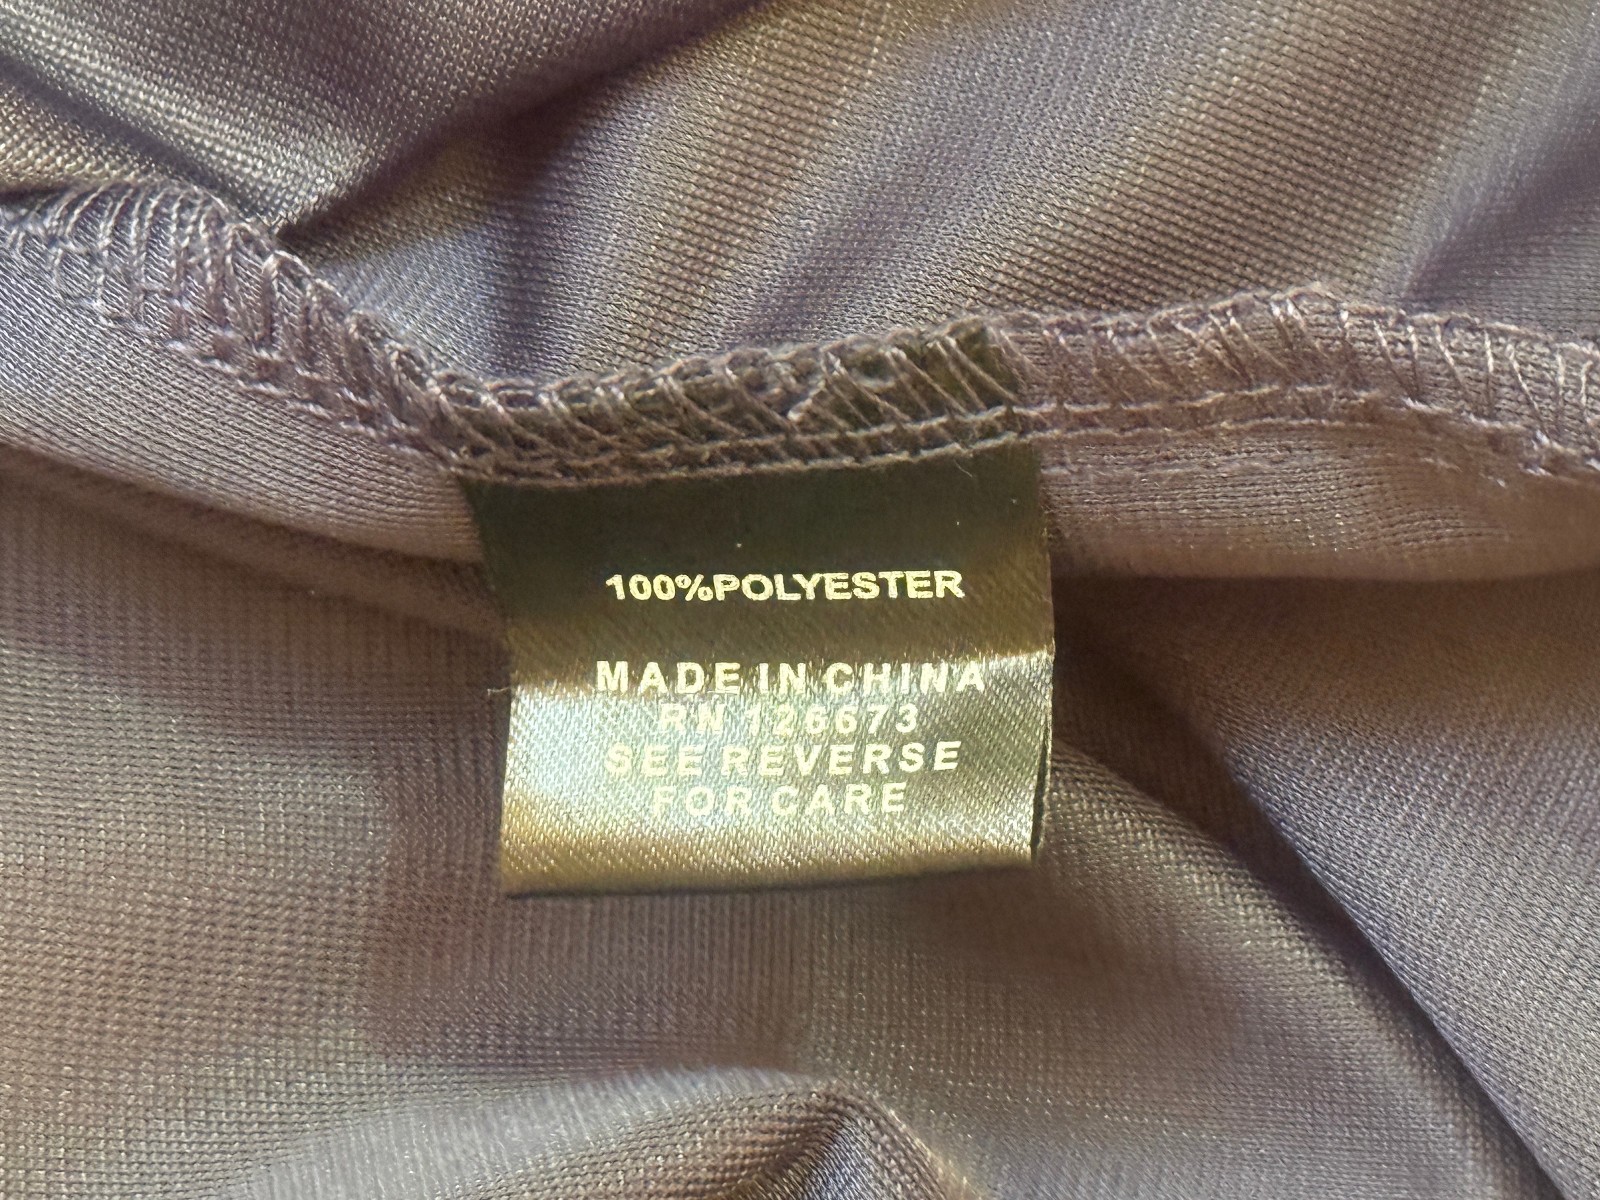 100%POLYESTER
MADE IN CHINA
RN 126673
SEE REVERSE
FOR CARE